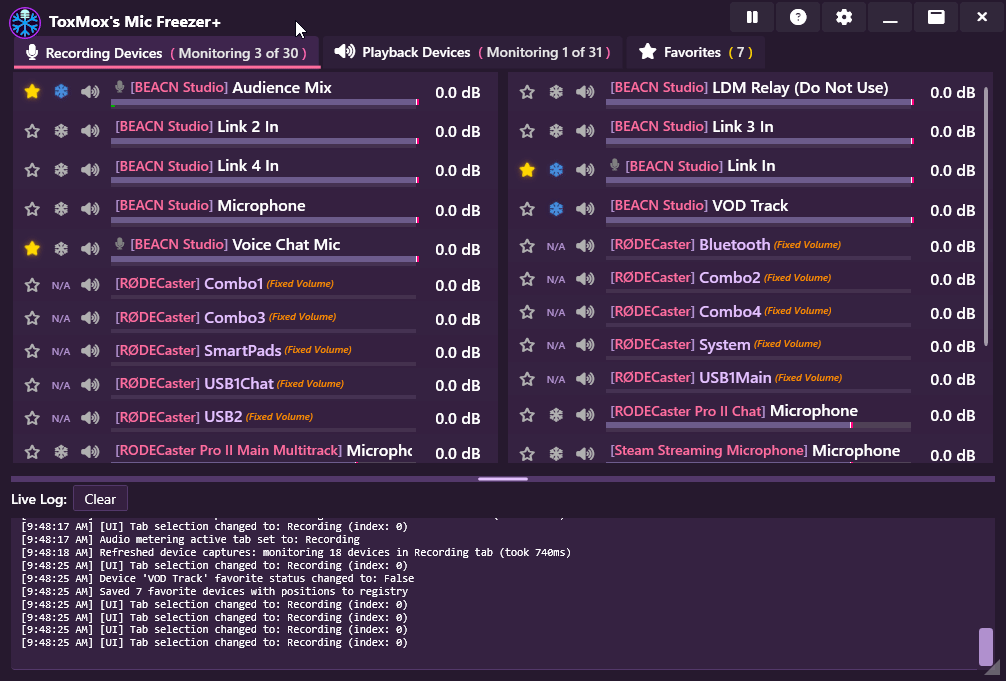 ToxMox's Mic Freezer+
Recording Devices ( Monitoring 3 of 30 )
Playback Devices ( Monitoring 1 of 31 )
Favorites ( 7 )
[BEACN Studio] Audience Mix 0.0 dB
[BEACN Studio] LDM Relay (Do Not Use) 0.0 dB
[BEACN Studio] Link 2 In 0.0 dB
[BEACN Studio] Link 3 In 0.0 dB
[BEACN Studio] Link 4 In 0.0 dB
[BEACN Studio] Link In 0.0 dB
[BEACN Studio] Microphone 0.0 dB
[BEACN Studio] VOD Track 0.0 dB
[BEACN Studio] Voice Chat Mic 0.0 dB
N/A [RØDECaster] Bluetooth (Fixed Volume) 0.0 dB
N/A [RØDECaster] Combo1 (Fixed Volume) 0.0 dB
N/A [RØDECaster] Combo2 (Fixed Volume) 0.0 dB
N/A [RØDECaster] Combo3 (Fixed Volume) 0.0 dB
N/A [RØDECaster] Combo4 (Fixed Volume) 0.0 dB
N/A [RØDECaster] SmartPads (Fixed Volume) 0.0 dB
N/A [RØDECaster] System (Fixed Volume) 0.0 dB
N/A [RØDECaster] USB1Chat (Fixed Volume) 0.0 dB
N/A [RØDECaster] USB1Main (Fixed Volume) 0.0 dB
N/A [RØDECaster] USB2 (Fixed Volume) 0.0 dB
[RODECaster Pro II Chat] Microphone 0.0 dB
[RODECaster Pro II Main Multitrack] Micropho 0.0 dB
[Steam Streaming Microphone] Microphone 0.0 dB
Live Log: Clear
[9:48:17 AM] [UI] Tab selection changed to: Recording (index: 0)
[9:48:17 AM] Audio metering active tab set to: Recording
[9:48:18 AM] Refreshed device captures: monitoring 18 devices in Recording tab (took 740ms)
[9:48:25 AM] [UI] Tab selection changed to: Recording (index: 0)
[9:48:25 AM] Device 'VOD Track' favorite status changed to: False
[9:48:25 AM] Saved 7 favorite devices with positions to registry
[9:48:25 AM] [UI] Tab selection changed to: Recording (index: 0)
[9:48:25 AM] [UI] Tab selection changed to: Recording (index: 0)
[9:48:25 AM] [UI] Tab selection changed to: Recording (index: 0)
[9:48:25 AM] [UI] Tab selection changed to: Recording (index: 0)